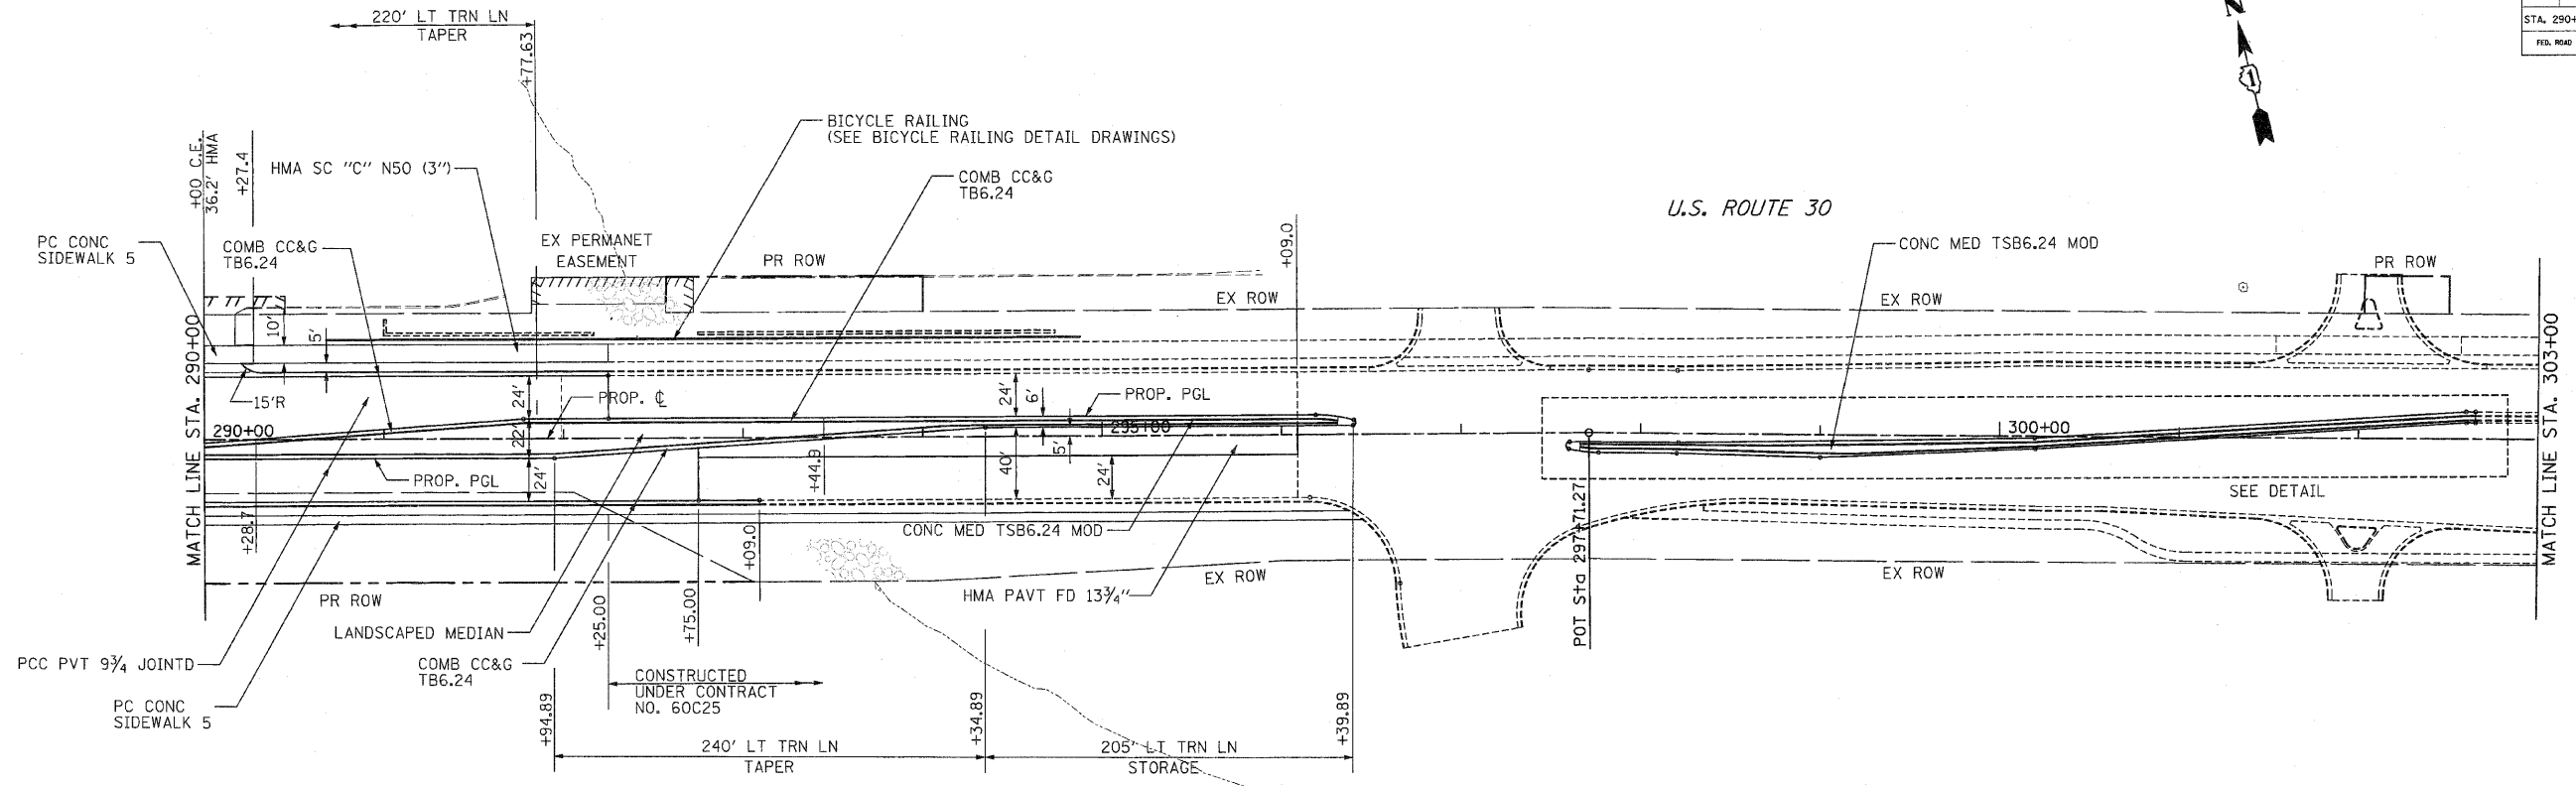 220' LT TRN LN
TAPER
+77.63
N
1
STA. 290+
FED. ROAD
+00 C.E.
36.2' HMA
+27.4
HMA SC "C" N50 (3")
BICYCLE RAILING
(SEE BICYCLE RAILING DETAIL DRAWINGS)
COMB CC&G
TB6.24
U.S. ROUTE 30
PC CONC
SIDEWALK 5
COMB CC&G
TB6.24
EX PERMANET
EASEMENT
PR ROW
+09.0
CONC MED TSB6.24 MOD
PR ROW
EX ROW
EX ROW
10'
5'
15'R
24'
PROP. ℄
24'
6'
PROP. PGL
MATCH LINE STA. 290+00
290+00
22'
295+00
300+00
MATCH LINE STA. 303+00
PROP. PGL
24'
+44.9
40'
5'
24'
SEE DETAIL
+28.7
+09.0
CONC MED TSB6.24 MOD
POT Sta 297+71.27
PR ROW
EX ROW
EX ROW
HMA PAVT FD 13¾"
LANDSCAPED MEDIAN
+25.00
+75.00
PCC PVT 9¾ JOINTD
COMB CC&G
TB6.24
CONSTRUCTED
UNDER CONTRACT
NO. 60C25
PC CONC
SIDEWALK 5
+94.89
+34.89
+39.89
240' LT TRN LN
TAPER
205' LT TRN LN
STORAGE